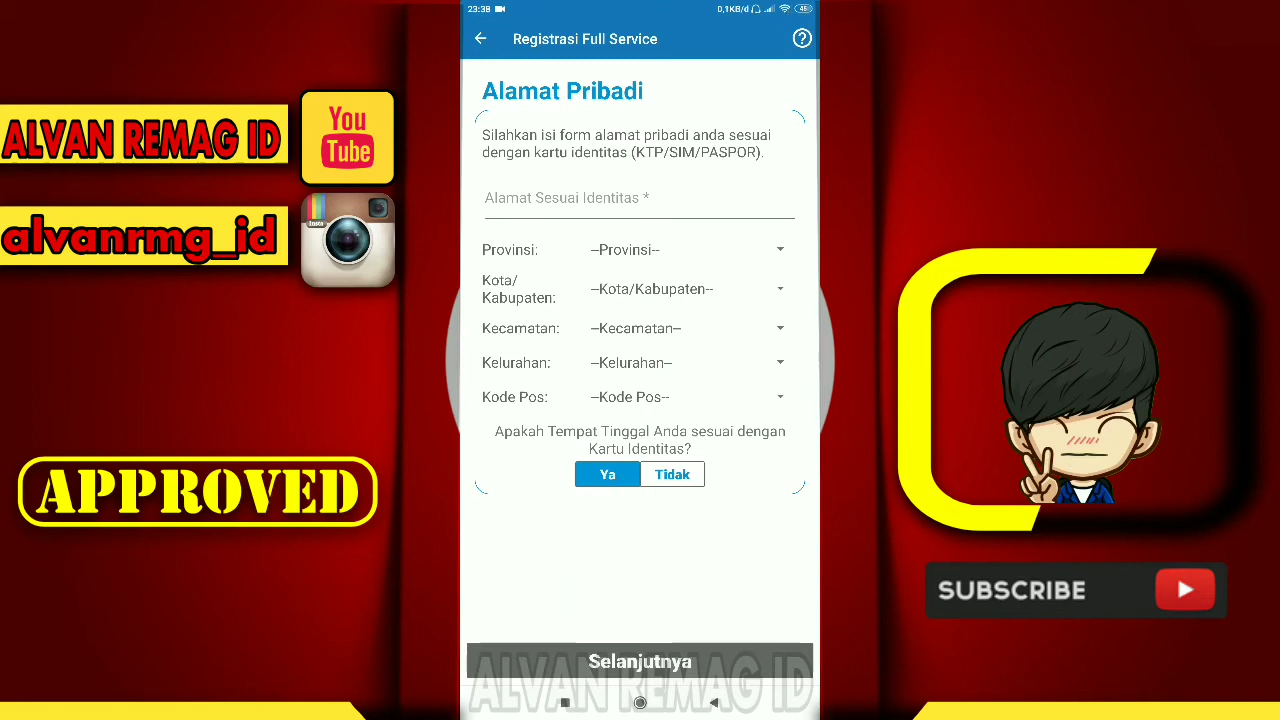 23:38
0,1KB/d
45
Registrasi Full Service
Alamat Pribadi
Silahkan isi form alamat pribadi anda sesuai
dengan kartu identitas (KTP/SIM/PASPOR).
Alamat Sesuai Identitas *
Provinsi: --Provinsi--
Kota/
Kabupaten: --Kota/Kabupaten--
Kecamatan: --Kecamatan--
Kelurahan: --Kelurahan--
Kode Pos: --Kode Pos--
Apakah Tempat Tinggal Anda sesuai dengan
Kartu Identitas?
Ya Tidak
Selanjutnya
ALVAN REMAG ID
ALVAN REMAG ID
You
Tube
alvanrmg_id
Insta
APPROVED
SUBSCRIBE